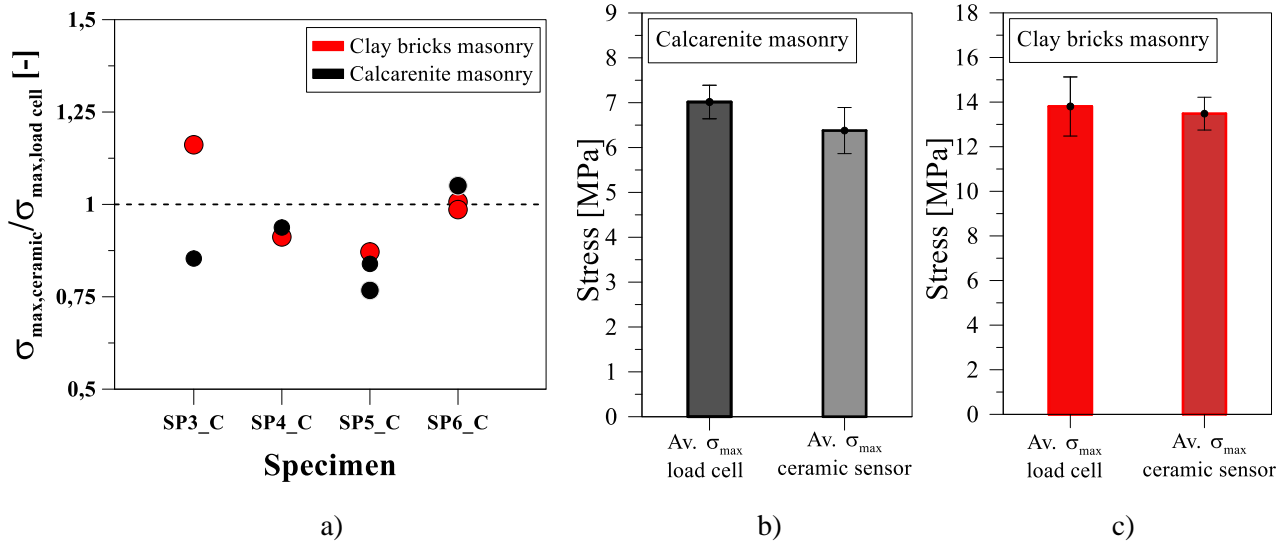 1,5
1,25
1
0,75
0,5
σmax,ceramic/σmax,load cell [-]
Clay bricks masonry
Calcarenite masonry
SP3_C SP4_C SP5_C SP6_C
Specimen
a)
9
8
7
6
5
4
3
2
1
0
Stress [MPa]
Calcarenite masonry
Av. σmax
load cell
Av. σmax
ceramic sensor
b)
18
16
14
12
10
8
6
4
2
0
Stress [MPa]
Clay bricks masonry
Av. σmax
load cell
Av. σmax
ceramic sensor
c)